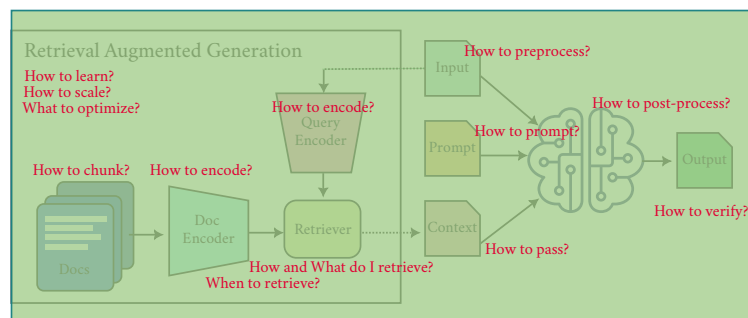 Retrieval Augmented Generation
How to learn?
How to scale?
What to optimize?
How to encode?
Query
Encoder
Input
How to preprocess?
How to post-process?
Prompt
How to prompt?
Output
How to verify?
How to chunk?
Docs
How to encode?
Doc
Encoder
Retriever
How and What do I retrieve?
When to retrieve?
Context
How to pass?